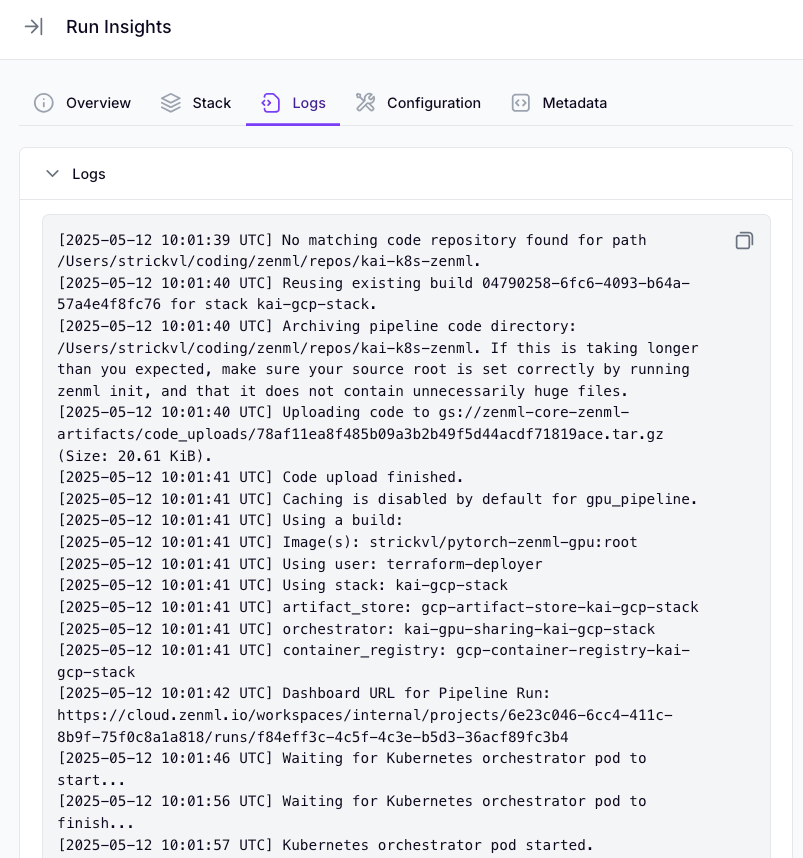 Run Insights
Overview Stack Logs Configuration Metadata
Logs
[2025-05-12 10:01:39 UTC] No matching code repository found for path
/Users/strickvl/coding/zenml/repos/kai-k8s-zenml.
[2025-05-12 10:01:40 UTC] Reusing existing build 04790258-6fc6-4093-b64a-
57a4e4f8fc76 for stack kai-gcp-stack.
[2025-05-12 10:01:40 UTC] Archiving pipeline code directory:
/Users/strickvl/coding/zenml/repos/kai-k8s-zenml. If this is taking longer
than you expected, make sure your source root is set correctly by running
zenml init, and that it does not contain unnecessarily huge files.
[2025-05-12 10:01:40 UTC] Uploading code to gs://zenml-core-zenml-
artifacts/code_uploads/78af11ea8f485b09a3b2b49f5d44acdf71819ace.tar.gz
(Size: 20.61 KiB).
[2025-05-12 10:01:41 UTC] Code upload finished.
[2025-05-12 10:01:41 UTC] Caching is disabled by default for gpu_pipeline.
[2025-05-12 10:01:41 UTC] Using a build:
[2025-05-12 10:01:41 UTC] Image(s): strickvl/pytorch-zenml-gpu:root
[2025-05-12 10:01:41 UTC] Using user: terraform-deployer
[2025-05-12 10:01:41 UTC] Using stack: kai-gcp-stack
[2025-05-12 10:01:41 UTC] artifact_store: gcp-artifact-store-kai-gcp-stack
[2025-05-12 10:01:41 UTC] orchestrator: kai-gpu-sharing-kai-gcp-stack
[2025-05-12 10:01:41 UTC] container_registry: gcp-container-registry-kai-
gcp-stack
[2025-05-12 10:01:42 UTC] Dashboard URL for Pipeline Run:
https://cloud.zenml.io/workspaces/internal/projects/6e23c046-6cc4-411c-
8b9f-75f0c8a1a818/runs/f84eff3c-4c5f-4c3e-b5d3-36acf89fc3b4
[2025-05-12 10:01:46 UTC] Waiting for Kubernetes orchestrator pod to
start...
[2025-05-12 10:01:56 UTC] Waiting for Kubernetes orchestrator pod to
finish...
[2025-05-12 10:01:57 UTC] Kubernetes orchestrator pod started.